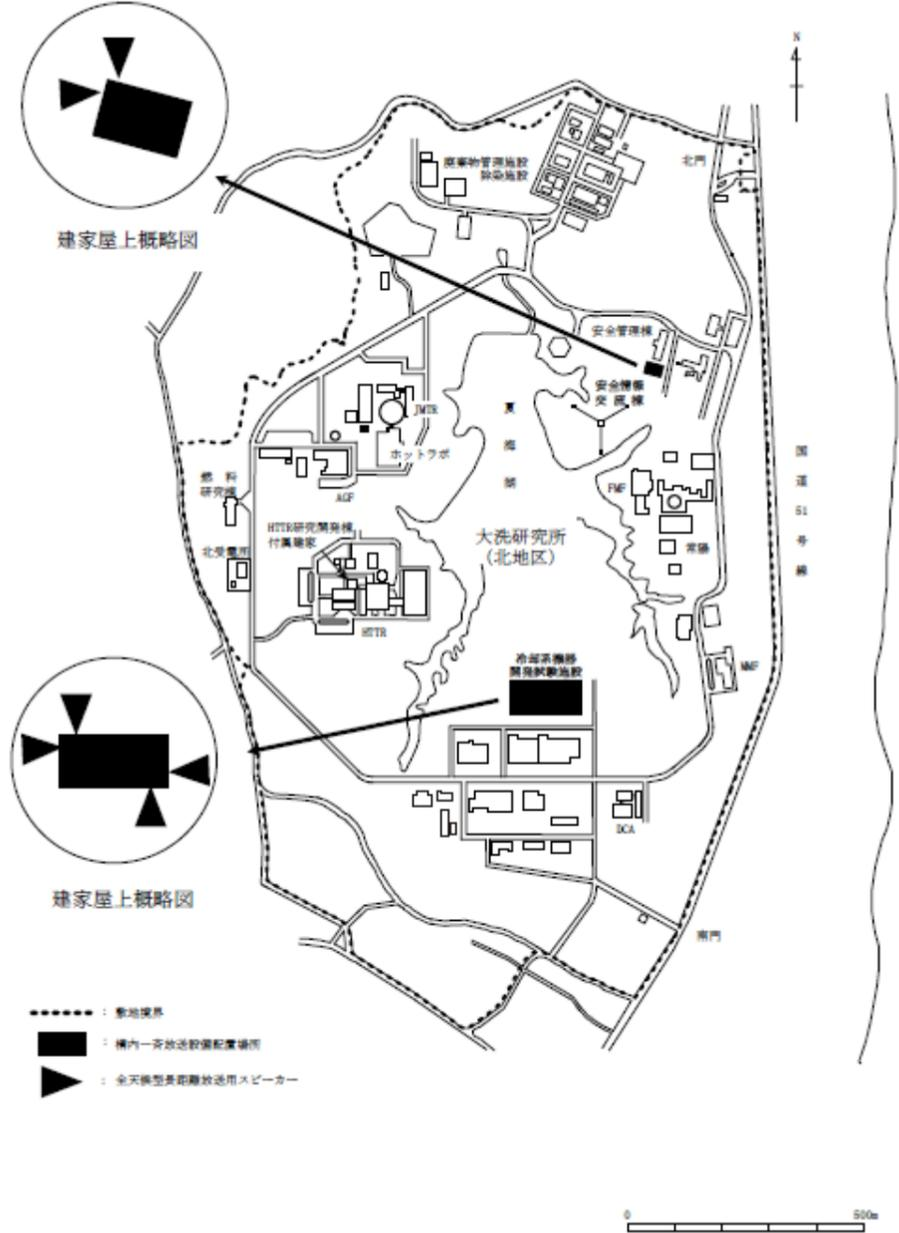 N
北門
廃棄物管理施設
除染施設
建家屋上概略図
安全管理棟
安全情報
交流棟
JMTR
夏海湖
ホットラボ
国道51号線
燃料
研究棟
AGF
FMF
HTTR研究開発棟
付属建家
大洗研究所
(北地区)
常陽
北受電所
HTTR
冷却系機器
開発試験施設
MMF
DCA
建家屋上概略図
南門
: 敷地境界
: 構内一斉放送設備配置場所
: 全天候型長距離放送用スピーカー
0 500m